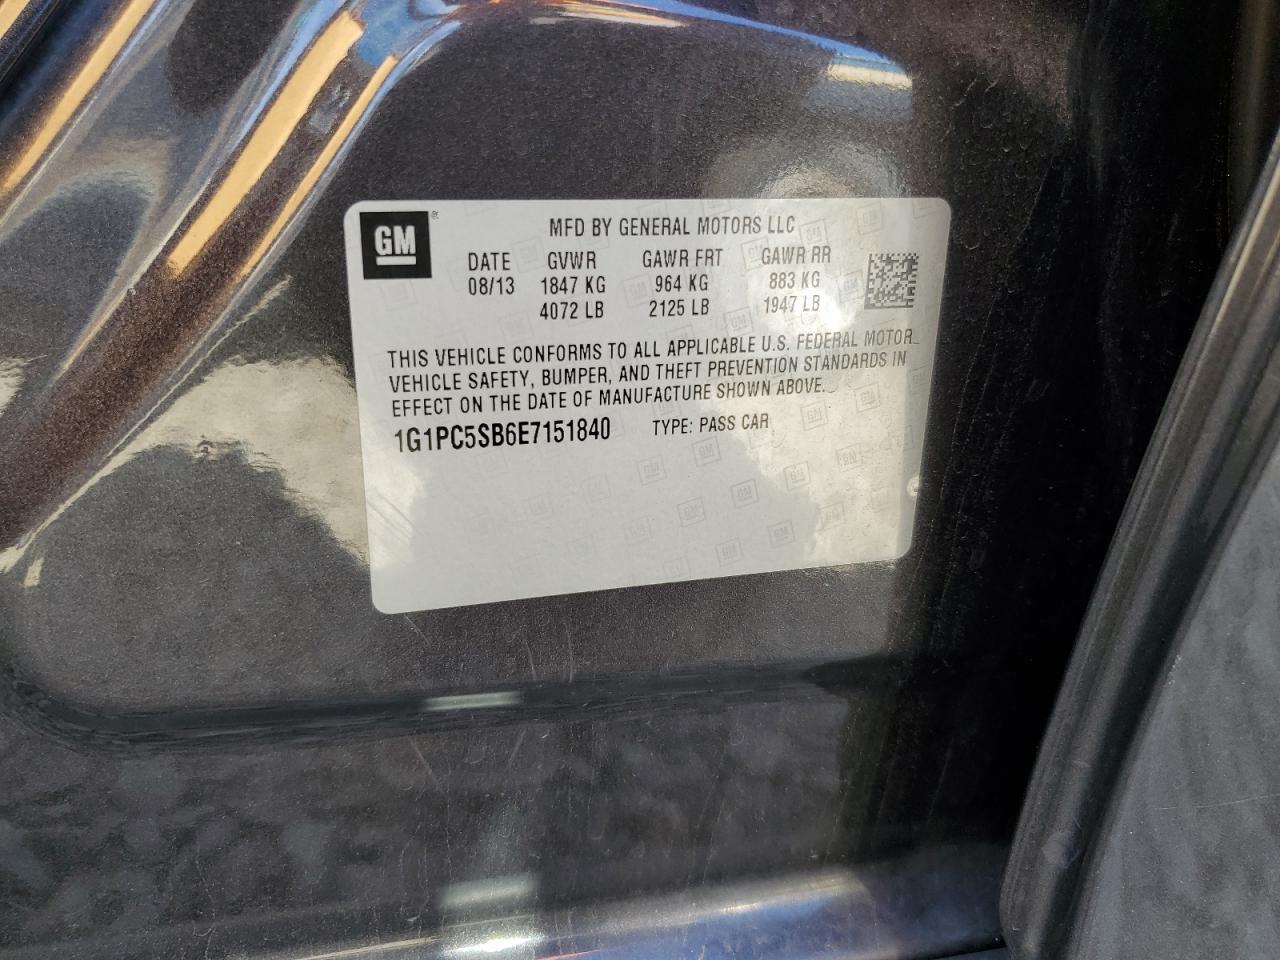 GM ®
MFD BY GENERAL MOTORS LLC
DATE GVWR GAWR FRT GAWR RR
08/13 1847 KG 964 KG 883 KG
4072 LB 2125 LB 1947 LB
THIS VEHICLE CONFORMS TO ALL APPLICABLE U.S. FEDERAL MOTOR
VEHICLE SAFETY, BUMPER, AND THEFT PREVENTION STANDARDS IN
EFFECT ON THE DATE OF MANUFACTURE SHOWN ABOVE.
1G1PC5SB6E7151840 TYPE: PASS CAR